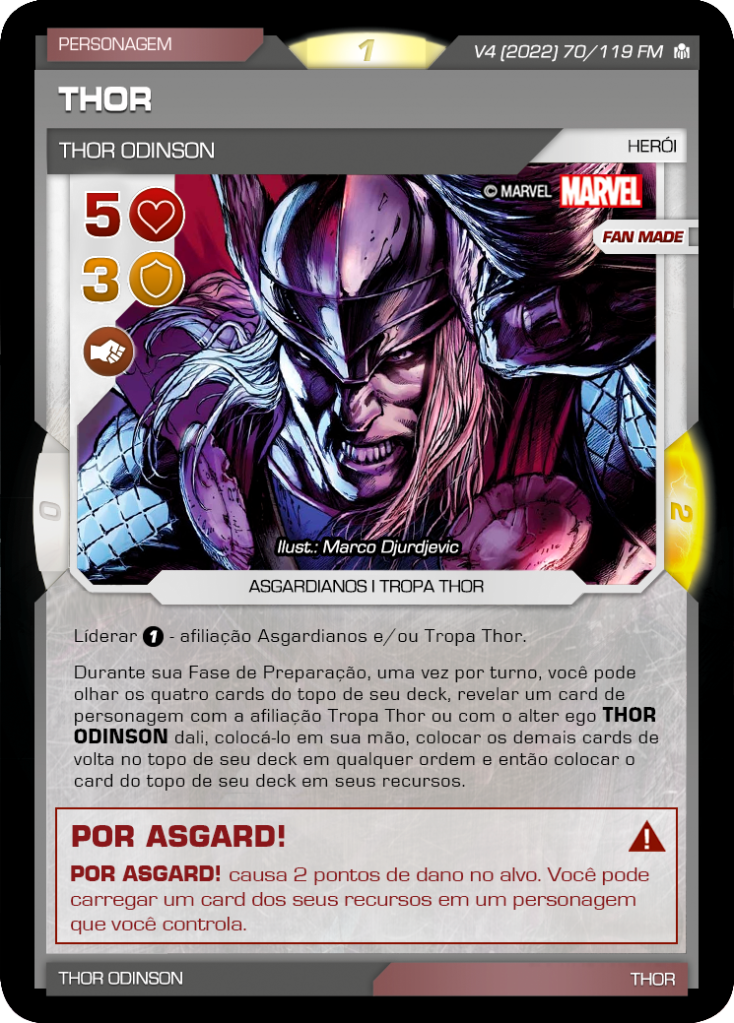 PERSONAGEM
1
V4 (2022) 70/119 FM
THOR
THOR ODINSON
HERÓI
5
© MARVEL MARVEL
FAN MADE
3
0
2
Ilust.: Marco Djurdjevic
ASGARDIANOS | TROPA THOR
Líderar 1 - afiliação Asgardianos e/ou Tropa Thor.
Durante sua Fase de Preparação, uma vez por turno, você pode
olhar os quatro cards do topo de seu deck, revelar um card de
personagem com a afiliação Tropa Thor ou com o alter ego THOR
ODINSON dali, colocá-lo em sua mão, colocar os demais cards de
volta no topo de seu deck em qualquer ordem e então colocar o
card do topo de seu deck em seus recursos.
POR ASGARD!
POR ASGARD! causa 2 pontos de dano no alvo. Você pode
carregar um card dos seus recursos em um personagem
que você controla.
THOR ODINSON
THOR